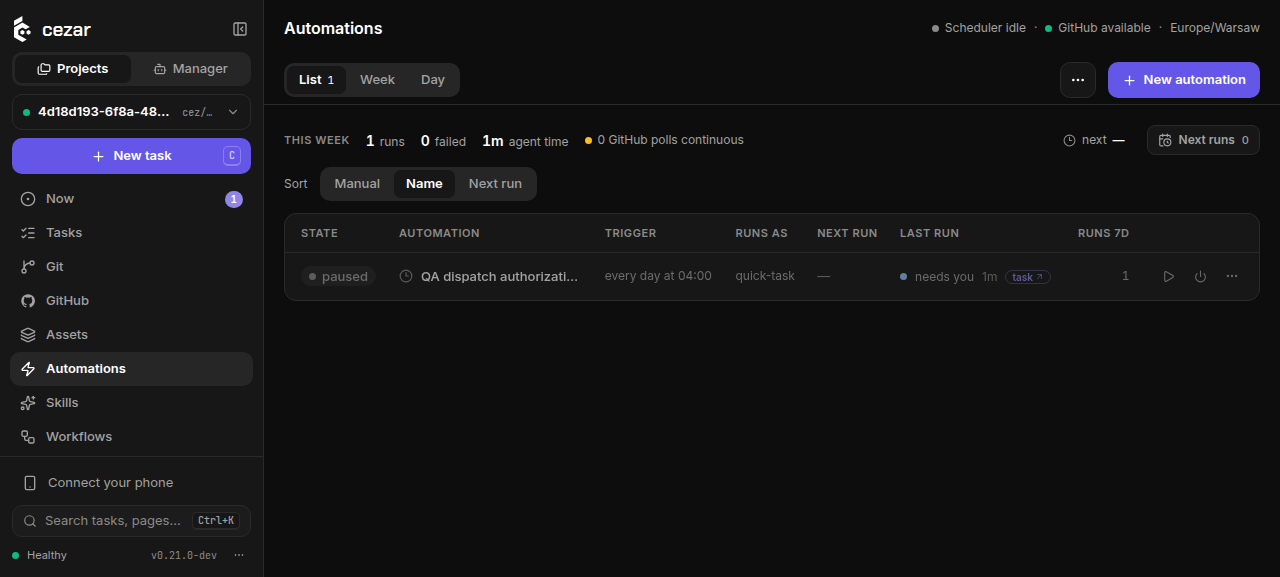 cezar
Projects
Manager
4d18d193-6f8a-48... cez/…
New task C
Now 1
Tasks
Git
GitHub
Assets
Automations
Skills
Workflows
Connect your phone
Search tasks, pages... Ctrl+K
Healthy v0.21.0-dev ...
Automations
Scheduler idle · GitHub available · Europe/Warsaw
List 1 Week Day
... + New automation
THIS WEEK 1 runs 0 failed 1m agent time 0 GitHub polls continuous
next — Next runs 0
Sort Manual Name Next run
STATE AUTOMATION TRIGGER RUNS AS NEXT RUN LAST RUN RUNS 7D
paused QA dispatch authorizati... every day at 04:00 quick-task — needs you 1m task ↗ 1 ...